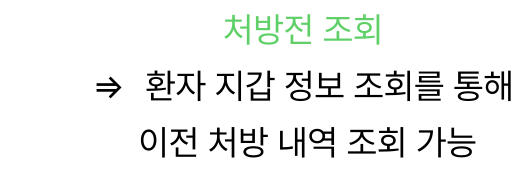 처방전 조회
⇒ 환자 지갑 정보 조회를 통해
이전 처방 내역 조회 가능